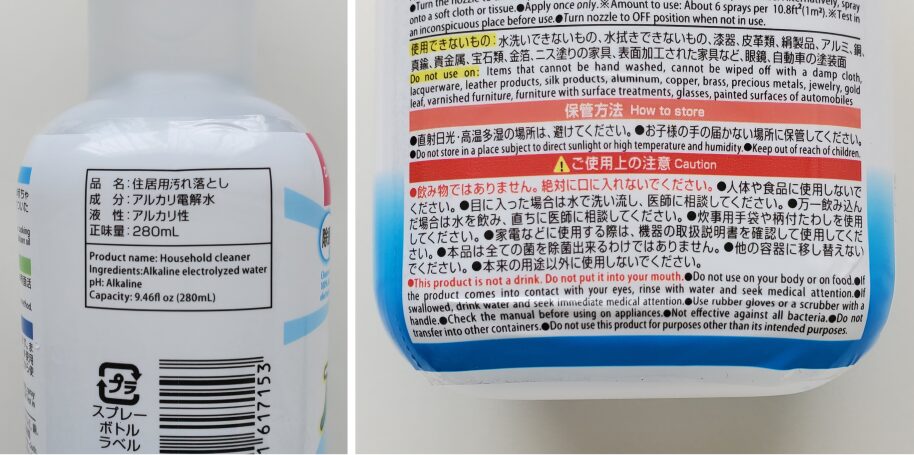 品　名：住居用汚れ落とし
成　分：アルカリ電解水
液　性：アルカリ性
正味量：280mL
Product name: Household cleaner
Ingredients:Alkaline electrolyzed water
pH: Alkaline
Capacity: 9.46fl oz (280mL)
プラ
スプレー
ボトル
ラベル
617153
onto a soft cloth or tissue.●Apply once only.※Amount to use: About 6 sprays per 10.8ft²(1m²).※Test in
an inconspicuous place before use.●Turn nozzle to OFF position when not in use.
使用できないもの：水洗いできないもの、水拭きできないもの、漆器、皮革類、絹製品、アルミ、銅、
真鍮、貴金属、宝石類、金箔、ニス塗りの家具、表面加工された家具など、眼鏡、自動車の塗装面
Do not use on: Items that cannot be hand washed, cannot be wiped off with a damp cloth,
lacquerware, leather products, silk products, aluminum, copper, brass, precious metals, jewelry, gold
leaf, varnished furniture, furniture with surface treatments, glasses, painted surfaces of automobiles
保管方法 How to store
●直射日光・高温多湿の場所は、避けてください。●お子様の手の届かない場所に保管してください。
●Do not store in a place subject to direct sunlight or high temperature and humidity.●Keep out of reach of children.
ご使用上の注意 Caution
●飲み物ではありません。絶対に口に入れないでください。●人体や食品に使用しないで
ください。●目に入った場合は水で洗い流し、医師に相談してください。●万一飲み込ん
だ場合は水を飲み、直ちに医師に相談してください。●炊事用手袋や柄付たわしを使用
してください。●家電などに使用する際は、機器の取扱説明書を確認して使用してくだ
さい。●本品は全ての菌を除菌出来るわけではありません。●他の容器に移し替えない
でください。●本来の用途以外に使用しないでください。
●This product is not a drink. Do not put it into your mouth.●Do not use on your body or on food.●If
the product comes into contact with your eyes, rinse with water and seek medical attention.●If
swallowed, drink water and seek immediate medical attention.●Use rubber gloves or a scrubber with a
handle.●Check the manual before using on appliances.●Not effective against all bacteria.●Do not
transfer into other containers.●Do not use this product for purposes other than its intended purposes.